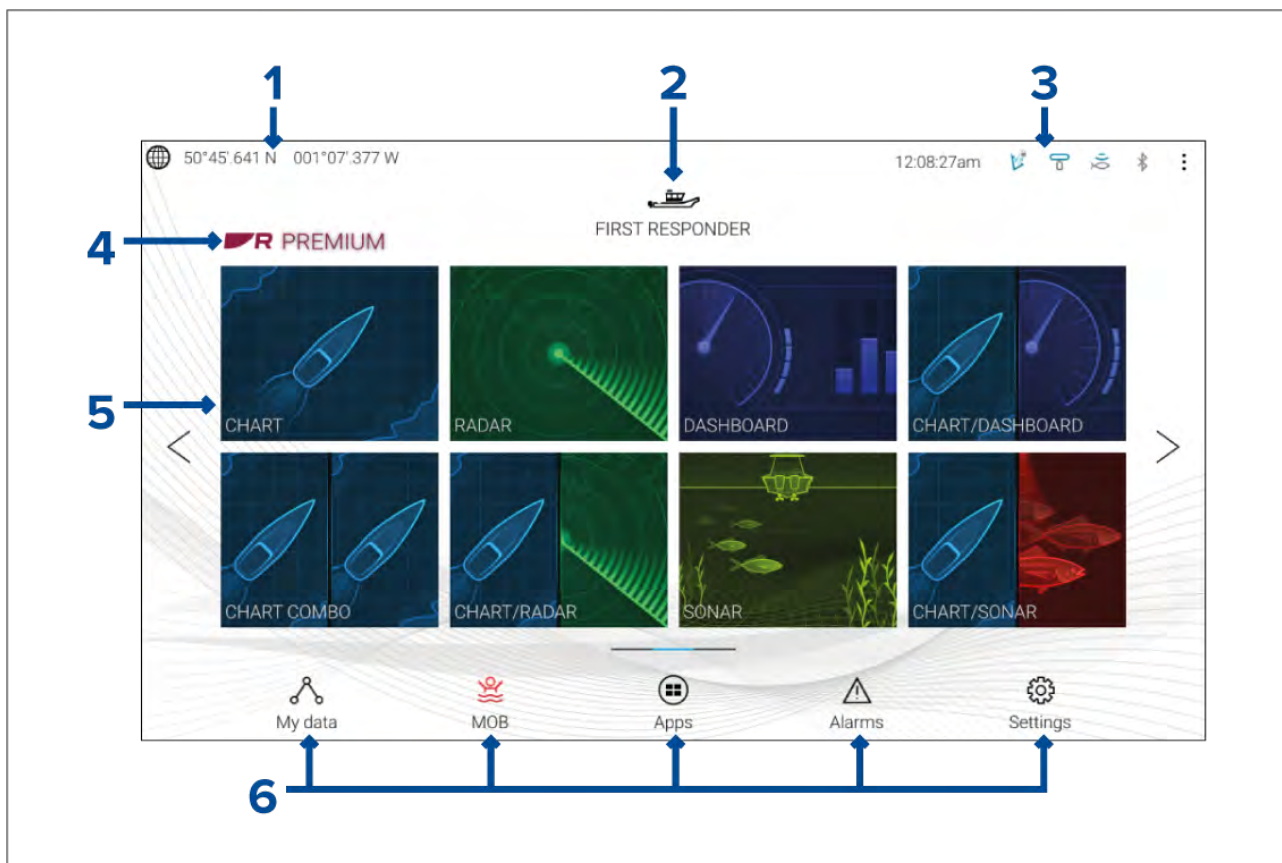 1 2 3
50°45'.641 N 001°07'.377 W 12:08:27am
FIRST RESPONDER
4 R PREMIUM
5
CHART RADAR DASHBOARD CHART/DASHBOARD
CHART COMBO CHART/RADAR SONAR CHART/SONAR
My data MOB Apps Alarms Settings
6